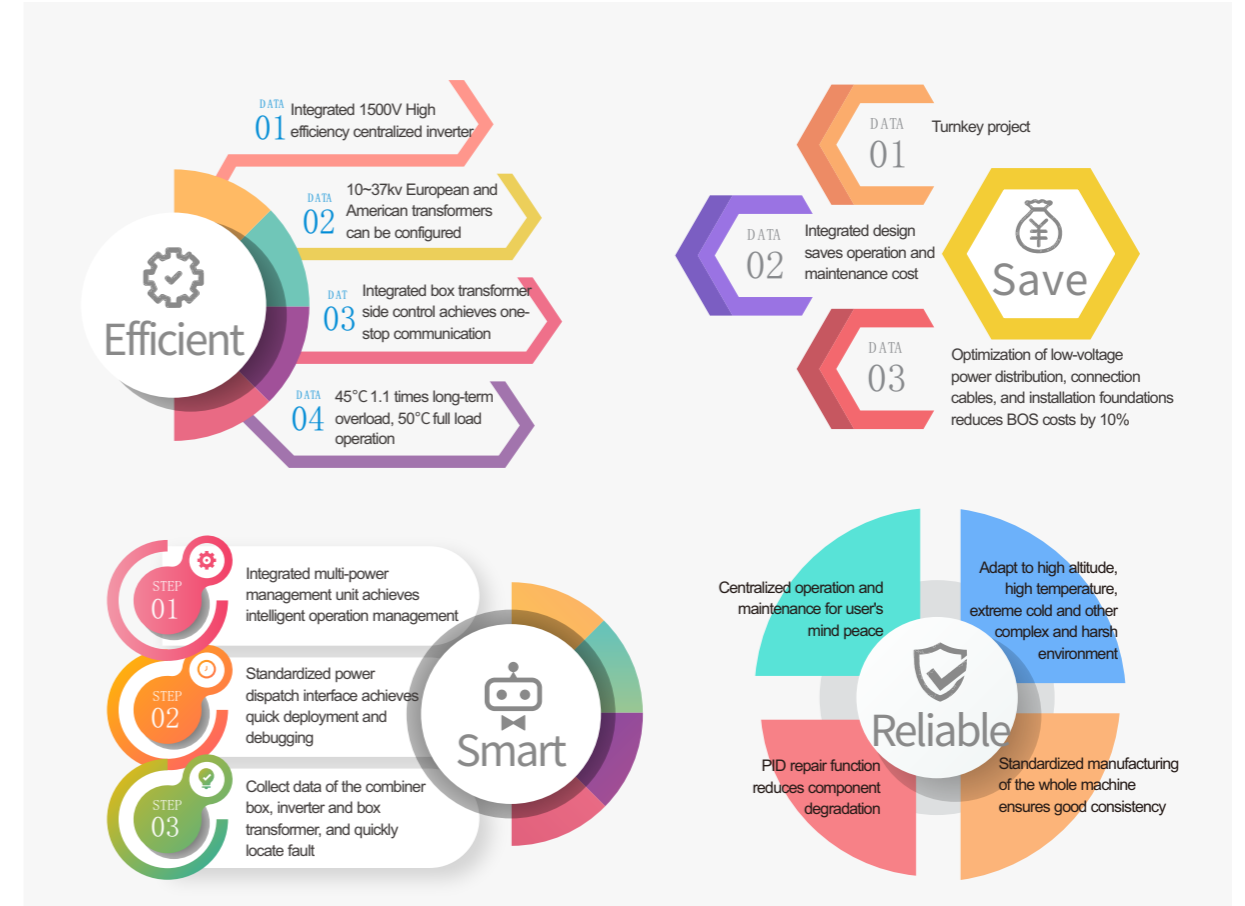 DATA
01
Integrated 1500V High
efficiency centralized inverter
DATA
02
10~37kv European and
American transformers
can be configured
DAT
03
Integrated box transformer
side control achieves one-
stop communication
DATA
04
45°C 1.1 times long-term
overload, 50°C full load
operation
Efficient
DATA
01
Turnkey project
DATA
02
Integrated design
saves operation and
maintenance cost
DATA
03
Optimization of low-voltage
power distribution, connection
cables, and installation foundations
reduces BOS costs by 10%
¥
Save
STEP
01
Integrated multi-power
management unit achieves
intelligent operation management
STEP
02
Standardized power
dispatch interface achieves
quick deployment and
debugging
STEP
03
Collect data of the combiner
box, inverter and box
transformer, and quickly
locate fault
Smart
Centralized operation and
maintenance for user's
mind peace
Adapt to high altitude,
high temperature,
extreme cold and other
complex and harsh
environment
Reliable
PID repair function
reduces component
degradation
Standardized manufacturing
of the whole machine
ensures good consistency